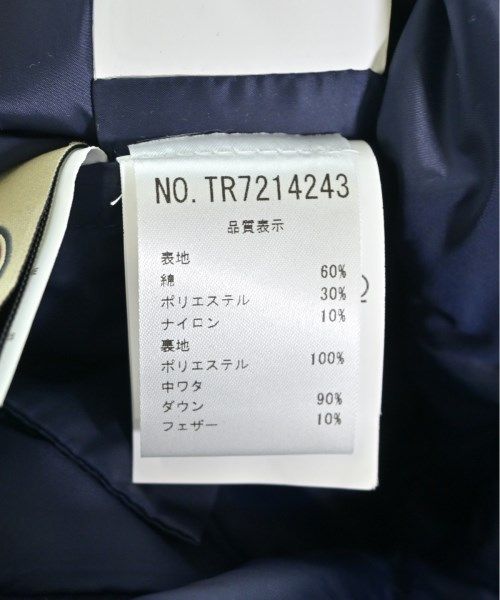 NO. TR7214243
品質表示
表地
綿 60%
ポリエステル 30%
ナイロン 10%
裏地
ポリエステル 100%
中ワタ
ダウン 90%
フェザー 10%